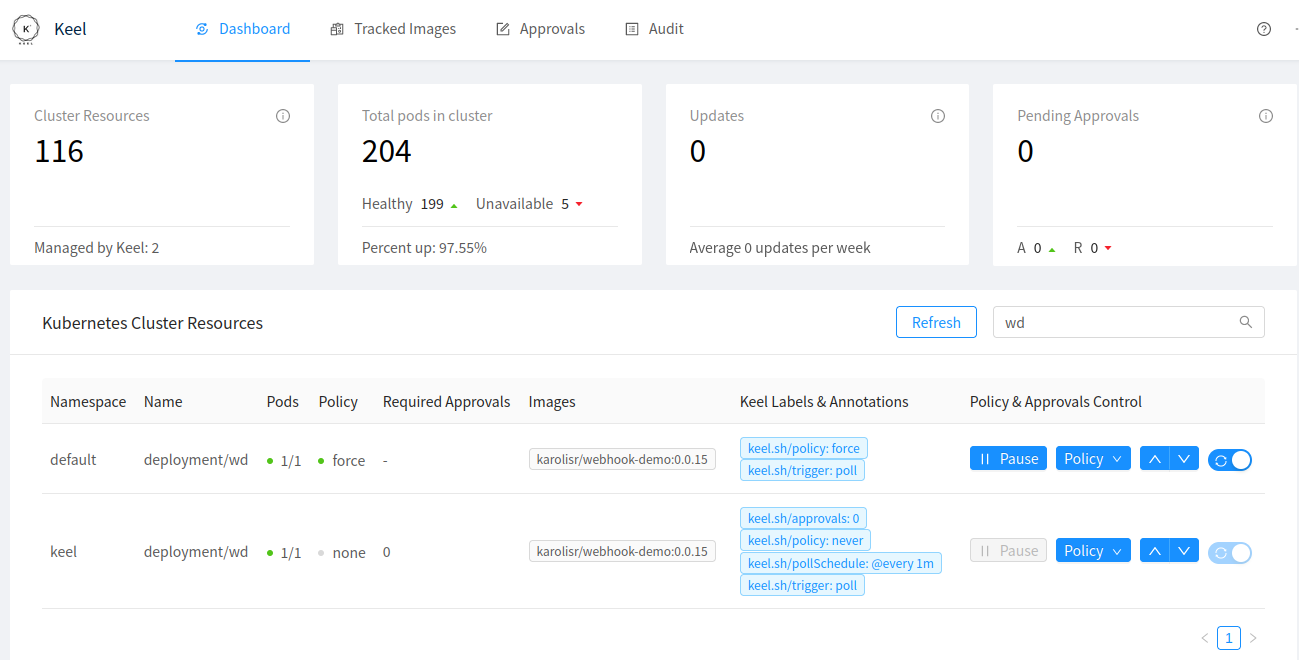 K
KEEL
Keel
Dashboard
Tracked Images
Approvals
Audit
Cluster Resources
116
Managed by Keel: 2
Total pods in cluster
204
Healthy 199 Unavailable 5
Percent up: 97.55%
Updates
0
Average 0 updates per week
Pending Approvals
0
A 0 R 0
Kubernetes Cluster Resources
Refresh
wd
Namespace Name Pods Policy Required Approvals Images Keel Labels & Annotations Policy & Approvals Control
default deployment/wd 1/1 force - karolisr/webhook-demo:0.0.15
keel.sh/policy: force
keel.sh/trigger: poll
Pause Policy
keel deployment/wd 1/1 none 0 karolisr/webhook-demo:0.0.15
keel.sh/approvals: 0
keel.sh/policy: never
keel.sh/pollSchedule: @every 1m
keel.sh/trigger: poll
Pause Policy
< 1 >